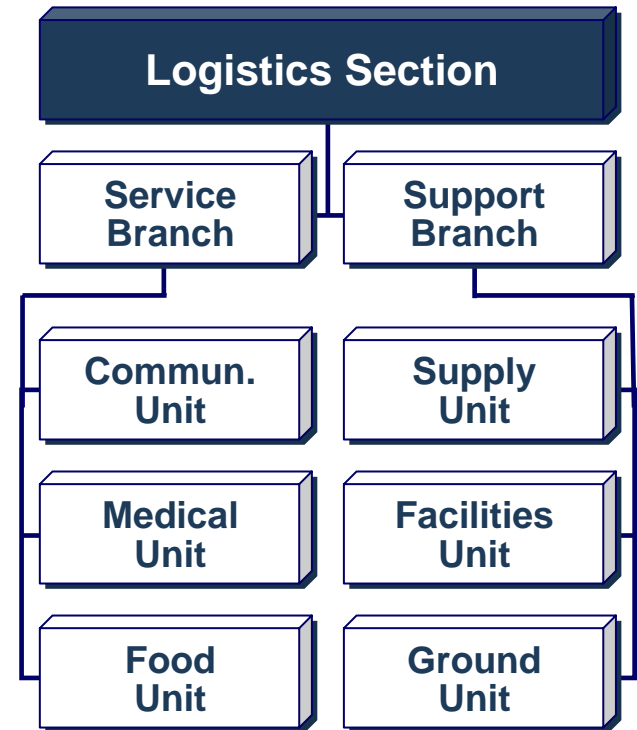 Logistics Section
Service
Branch
Support
Branch
Commun.
Unit
Supply
Unit
Medical
Unit
Facilities
Unit
Food
Unit
Ground
Unit